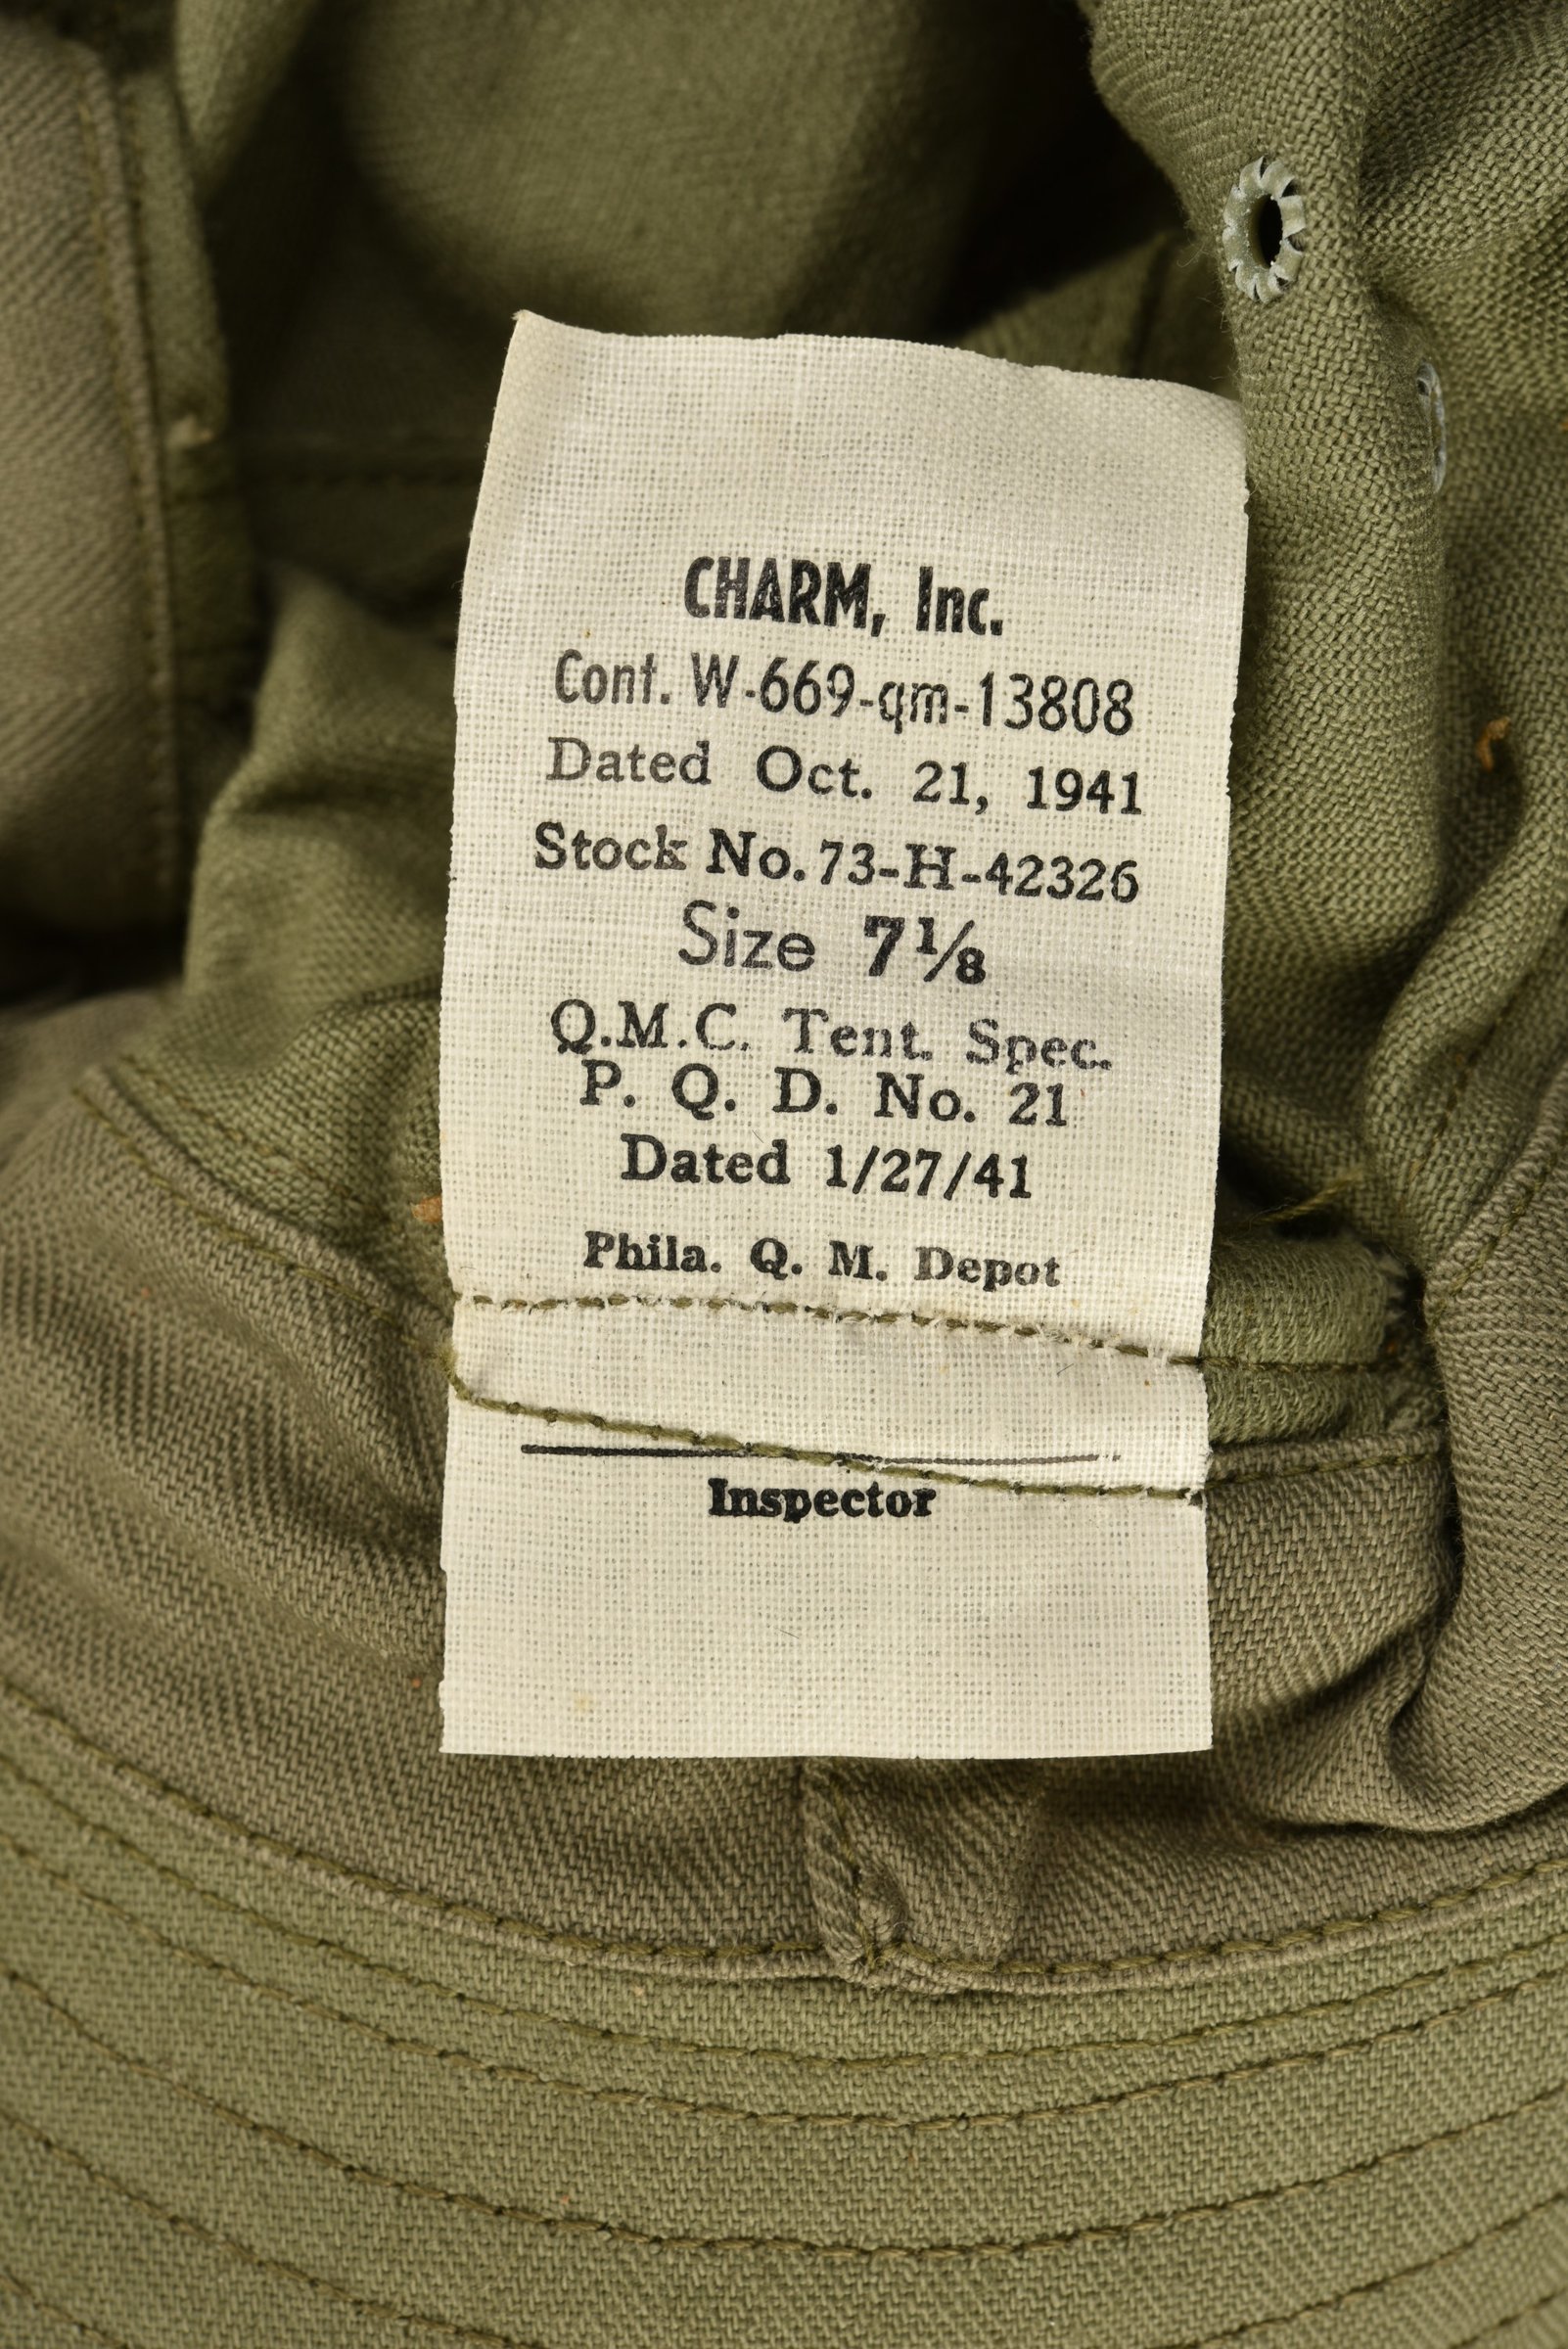 CHARM, Inc.
Cont. W-669-qm-13808
Dated Oct. 21, 1941
Stock No. 73-H-42326
Size 7⅛
Q.M.C. Tent. Spec.
P. Q. D. No. 21
Dated 1/27/41
Phila. Q. M. Depot
Inspector